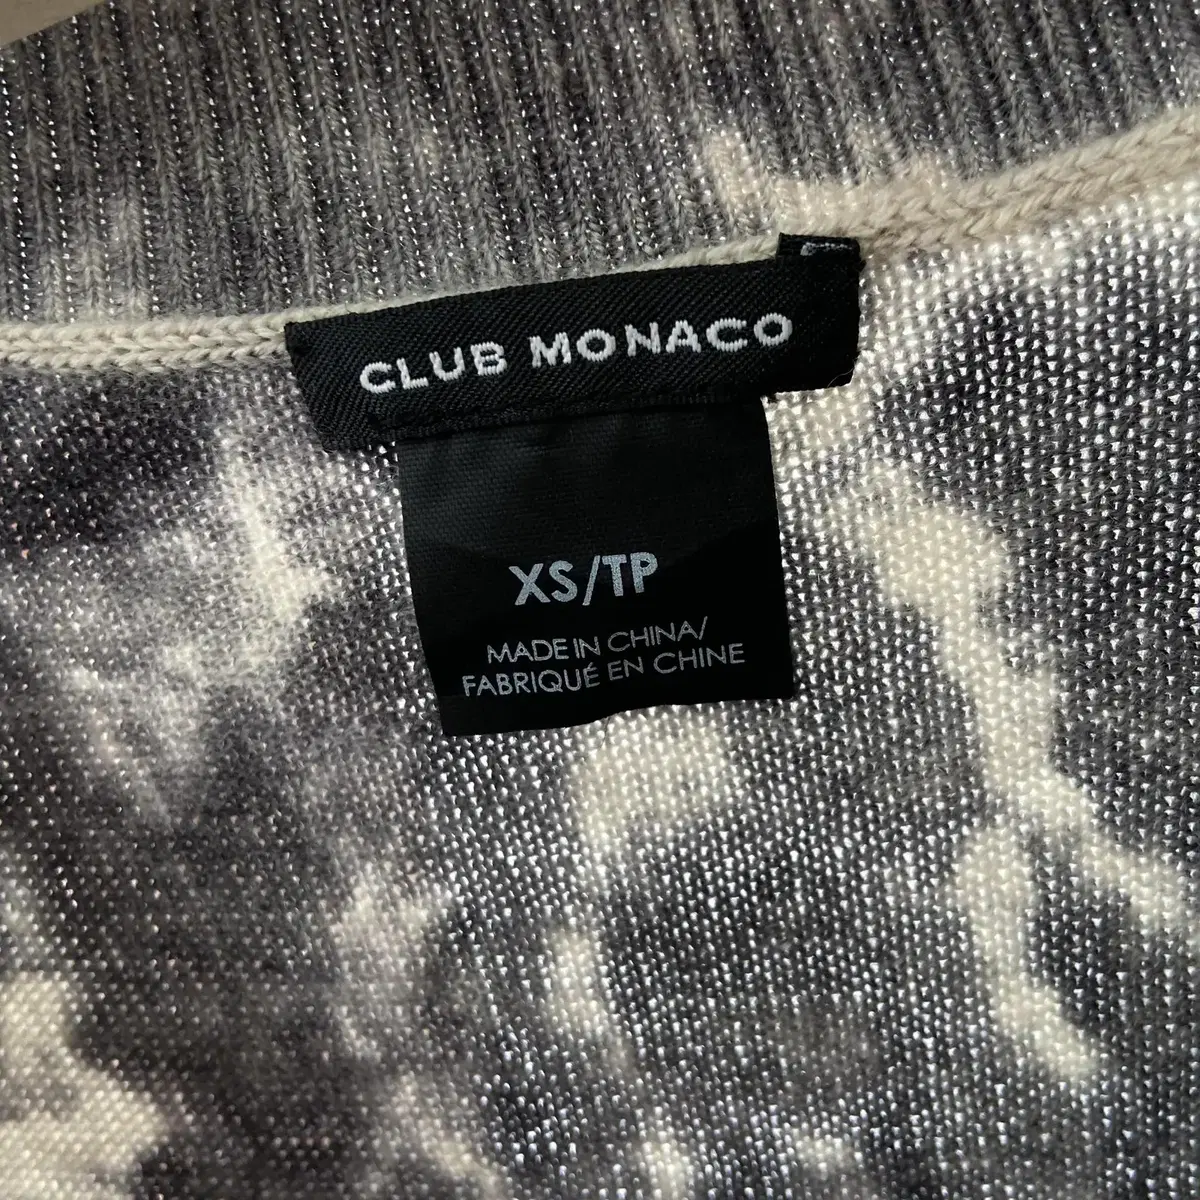 CLUB MONACO
XS/TP
MADE IN CHINA/
FABRIQUÉ EN CHINE